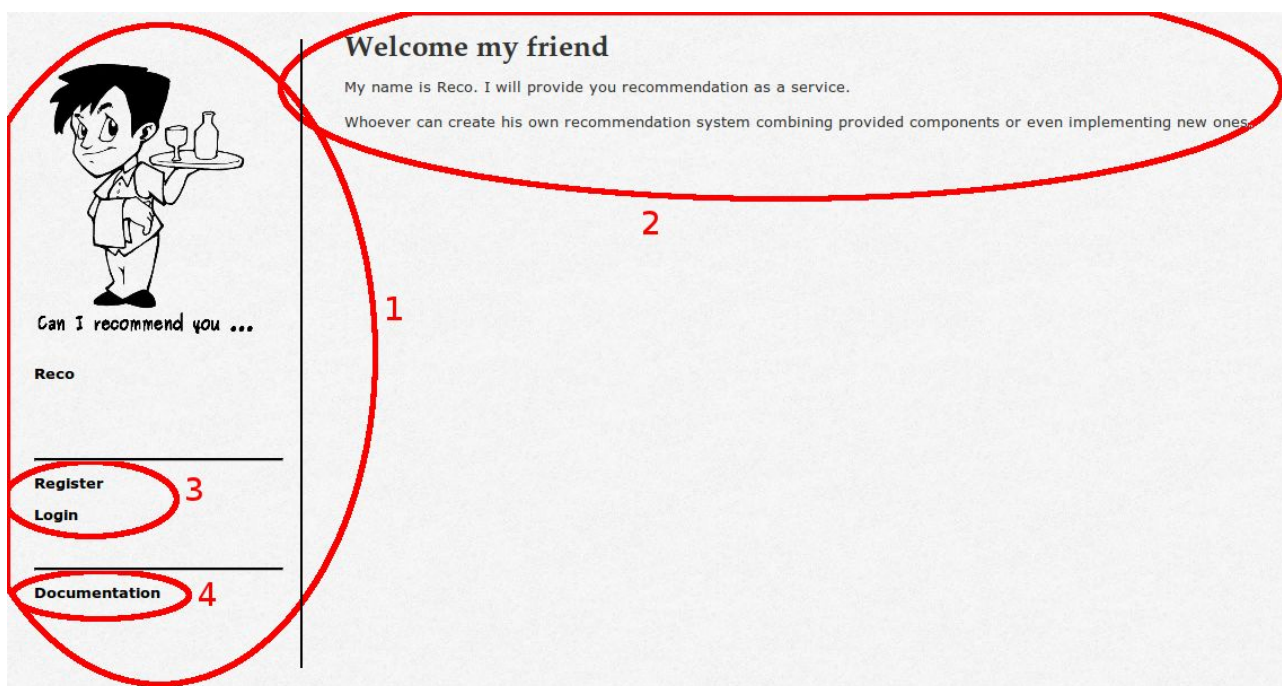 Welcome my friend
My name is Reco. I will provide you recommendation as a service.
Whoever can create his own recommendation system combining provided components or even implementing new ones.
2
1
Can I recommend you ...
Reco
Register
3
Login
Documentation
4